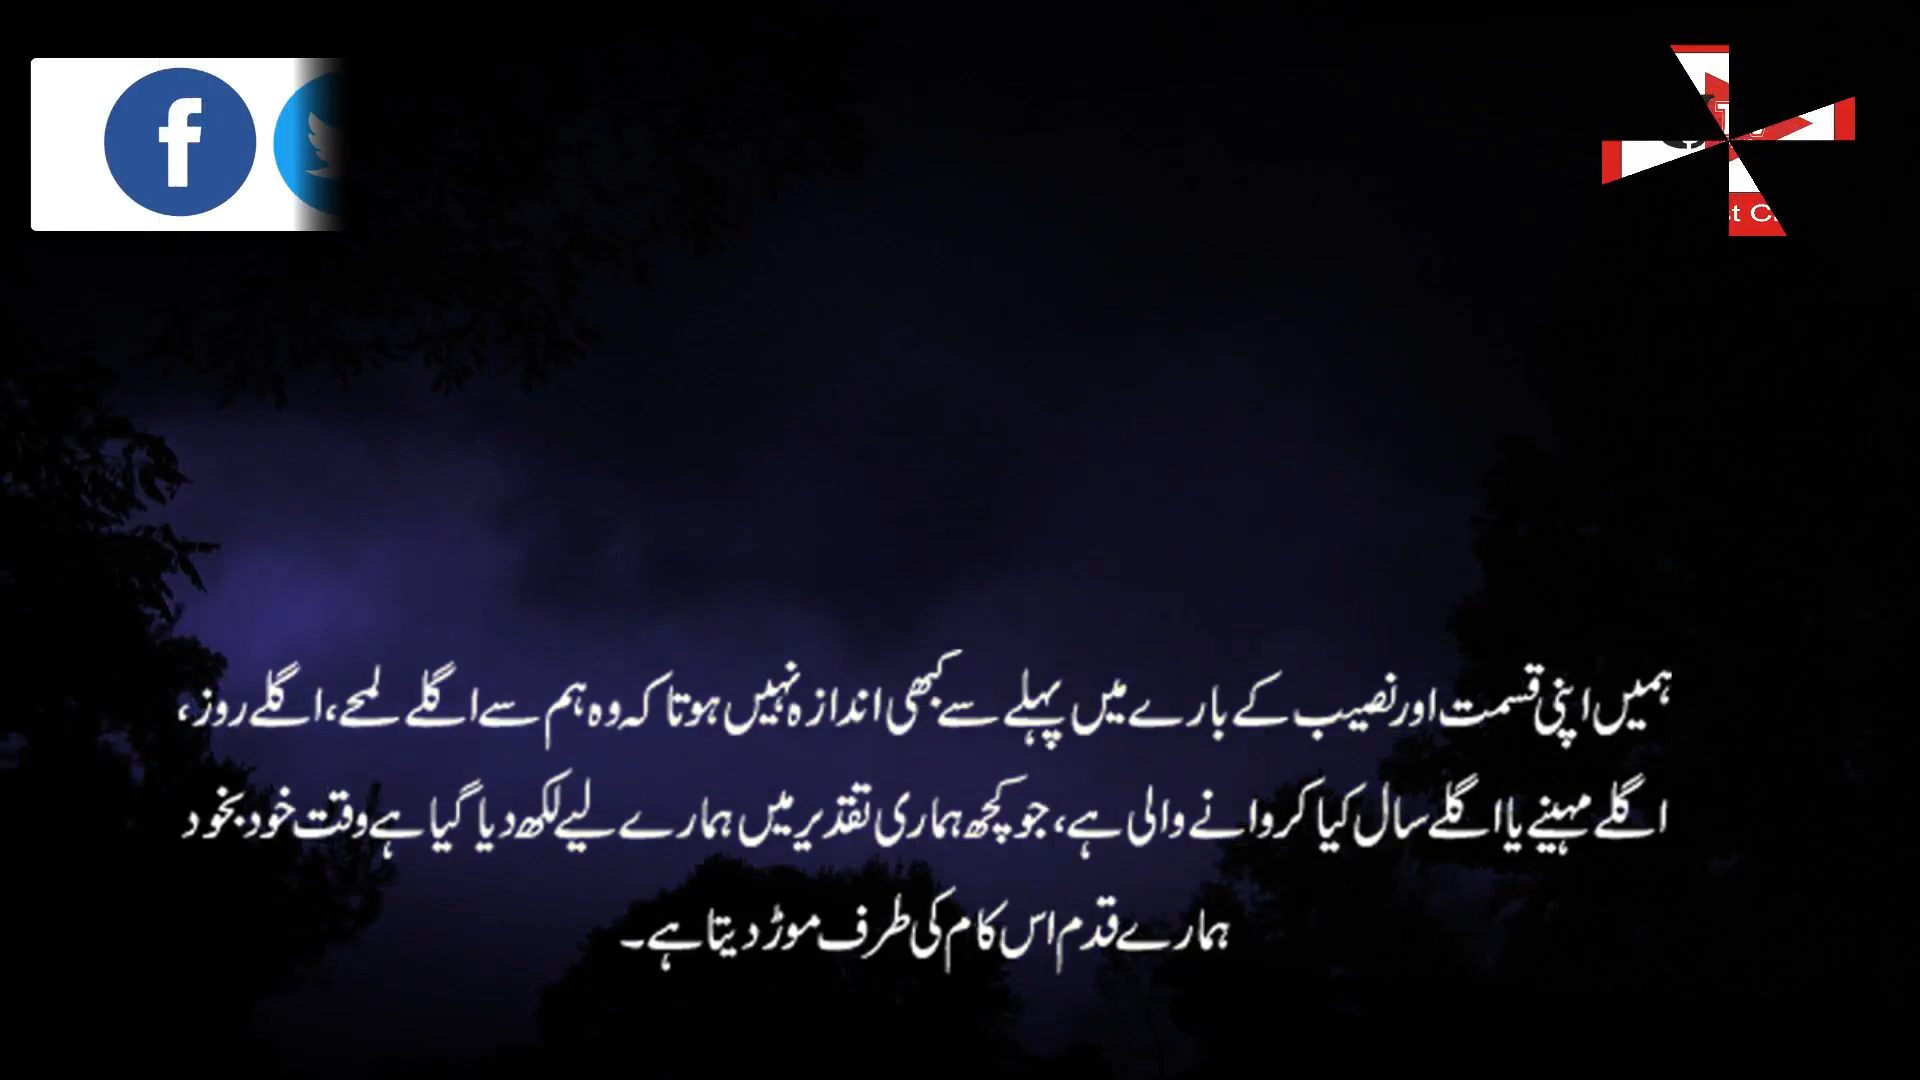 ہمیں اپنی قسمت اور نصیب کے بارے میں پہلے سے کبھی اندازہ نہیں ہوتا کہ وہ ہم سے اگلے لمحے، اگلے روز،
اگلے مہینے یا اگلے سال کیا کروانے والی ہے، جو کچھ ہماری تقدیر میں ہمارے لیے لکھ دیا گیا ہے وقت خود بخود
ہمارے قدم اس کام کی طرف موڑ دیتا ہے۔